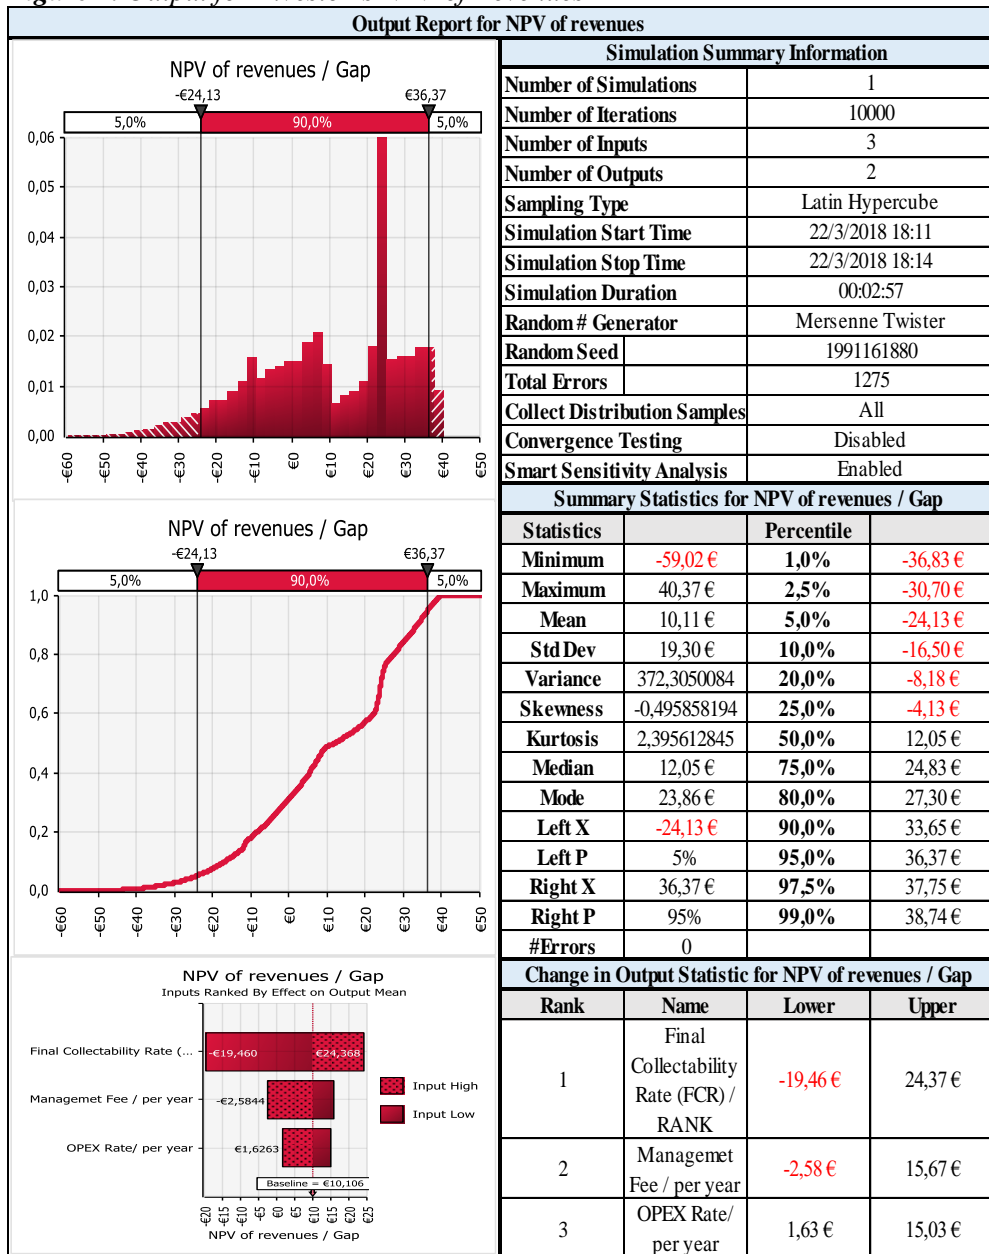 Output Report for NPV of revenues
NPV of revenues / Gap
-€24,13 €36,37
5,0% 90,0% 5,0%
0,06
0,05
0,04
0,03
0,02
0,01
0,00
-€60 -€50 -€40 -€30 -€20 -€10 €0 €10 €20 €30 €40 €50
NPV of revenues / Gap
-€24,13 €36,37
5,0% 90,0% 5,0%
1,0
0,8
0,6
0,4
0,2
0,0
-€60 -€50 -€40 -€30 -€20 -€10 €0 €10 €20 €30 €40 €50
NPV of revenues / Gap
Inputs Ranked By Effect on Output Mean
Final Collectability Rate (... -€19,460 €24,368
Managemet Fee / per year -€2,5844
OPEX Rate/ per year €1,6263
Input High
Input Low
Baseline = €10,106
-€20 -€15 -€10 -€5 €0 €5 €10 €15 €20 €25
NPV of revenues / Gap
Simulation Summary Information
Number of Simulations 1
Number of Iterations 10000
Number of Inputs 3
Number of Outputs 2
Sampling Type Latin Hypercube
Simulation Start Time 22/3/2018 18:11
Simulation Stop Time 22/3/2018 18:14
Simulation Duration 00:02:57
Random # Generator Mersenne Twister
Random Seed 1991161880
Total Errors 1275
Collect Distribution Samples All
Convergence Testing Disabled
Smart Sensitivity Analysis Enabled
Summary Statistics for NPV of revenues / Gap
Statistics Percentile
Minimum -59,02 € 1,0% -36,83 €
Maximum 40,37 € 2,5% -30,70 €
Mean 10,11 € 5,0% -24,13 €
Std Dev 19,30 € 10,0% -16,50 €
Variance 372,3050084 20,0% -8,18 €
Skewness -0,495858194 25,0% -4,13 €
Kurtosis 2,395612845 50,0% 12,05 €
Median 12,05 € 75,0% 24,83 €
Mode 23,86 € 80,0% 27,30 €
Left X -24,13 € 90,0% 33,65 €
Left P 5% 95,0% 36,37 €
Right X 36,37 € 97,5% 37,75 €
Right P 95% 99,0% 38,74 €
#Errors 0
Change in Output Statistic for NPV of revenues / Gap
Rank Name Lower Upper
1 Final
Collectability
Rate (FCR) /
RANK -19,46 € 24,37 €
2 Managemet
Fee / per year -2,58 € 15,67 €
3 OPEX Rate/
per year 1,63 € 15,03 €